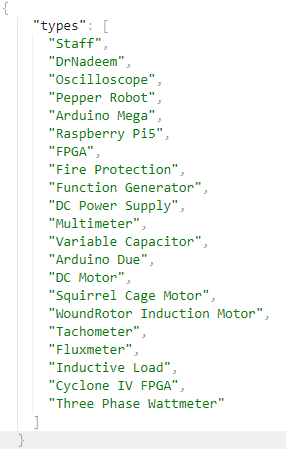 {
"types": [
"Staff",
"DrNadeem",
"Oscilloscope",
"Pepper Robot",
"Arduino Mega",
"Raspberry Pi5",
"FPGA",
"Fire Protection",
"Function Generator",
"DC Power Supply",
"Multimeter",
"Variable Capacitor",
"Arduino Due",
"DC Motor",
"Squirrel Cage Motor",
"WoundRotor Induction Motor",
"Tachometer",
"Fluxmeter",
"Inductive Load",
"Cyclone IV FPGA",
"Three Phase Wattmeter"
]
}